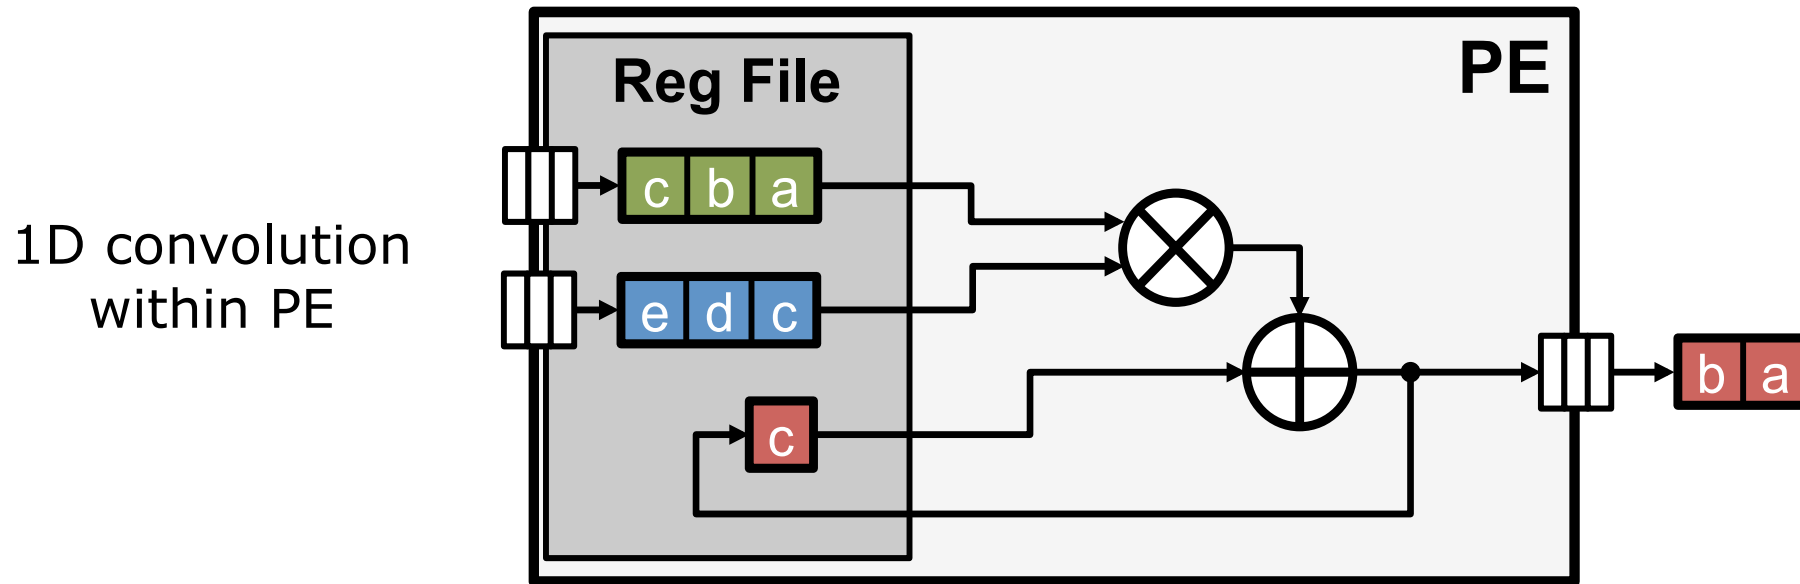 1D convolution
within PE
Reg File
PE
c b a
e d c
c
b a